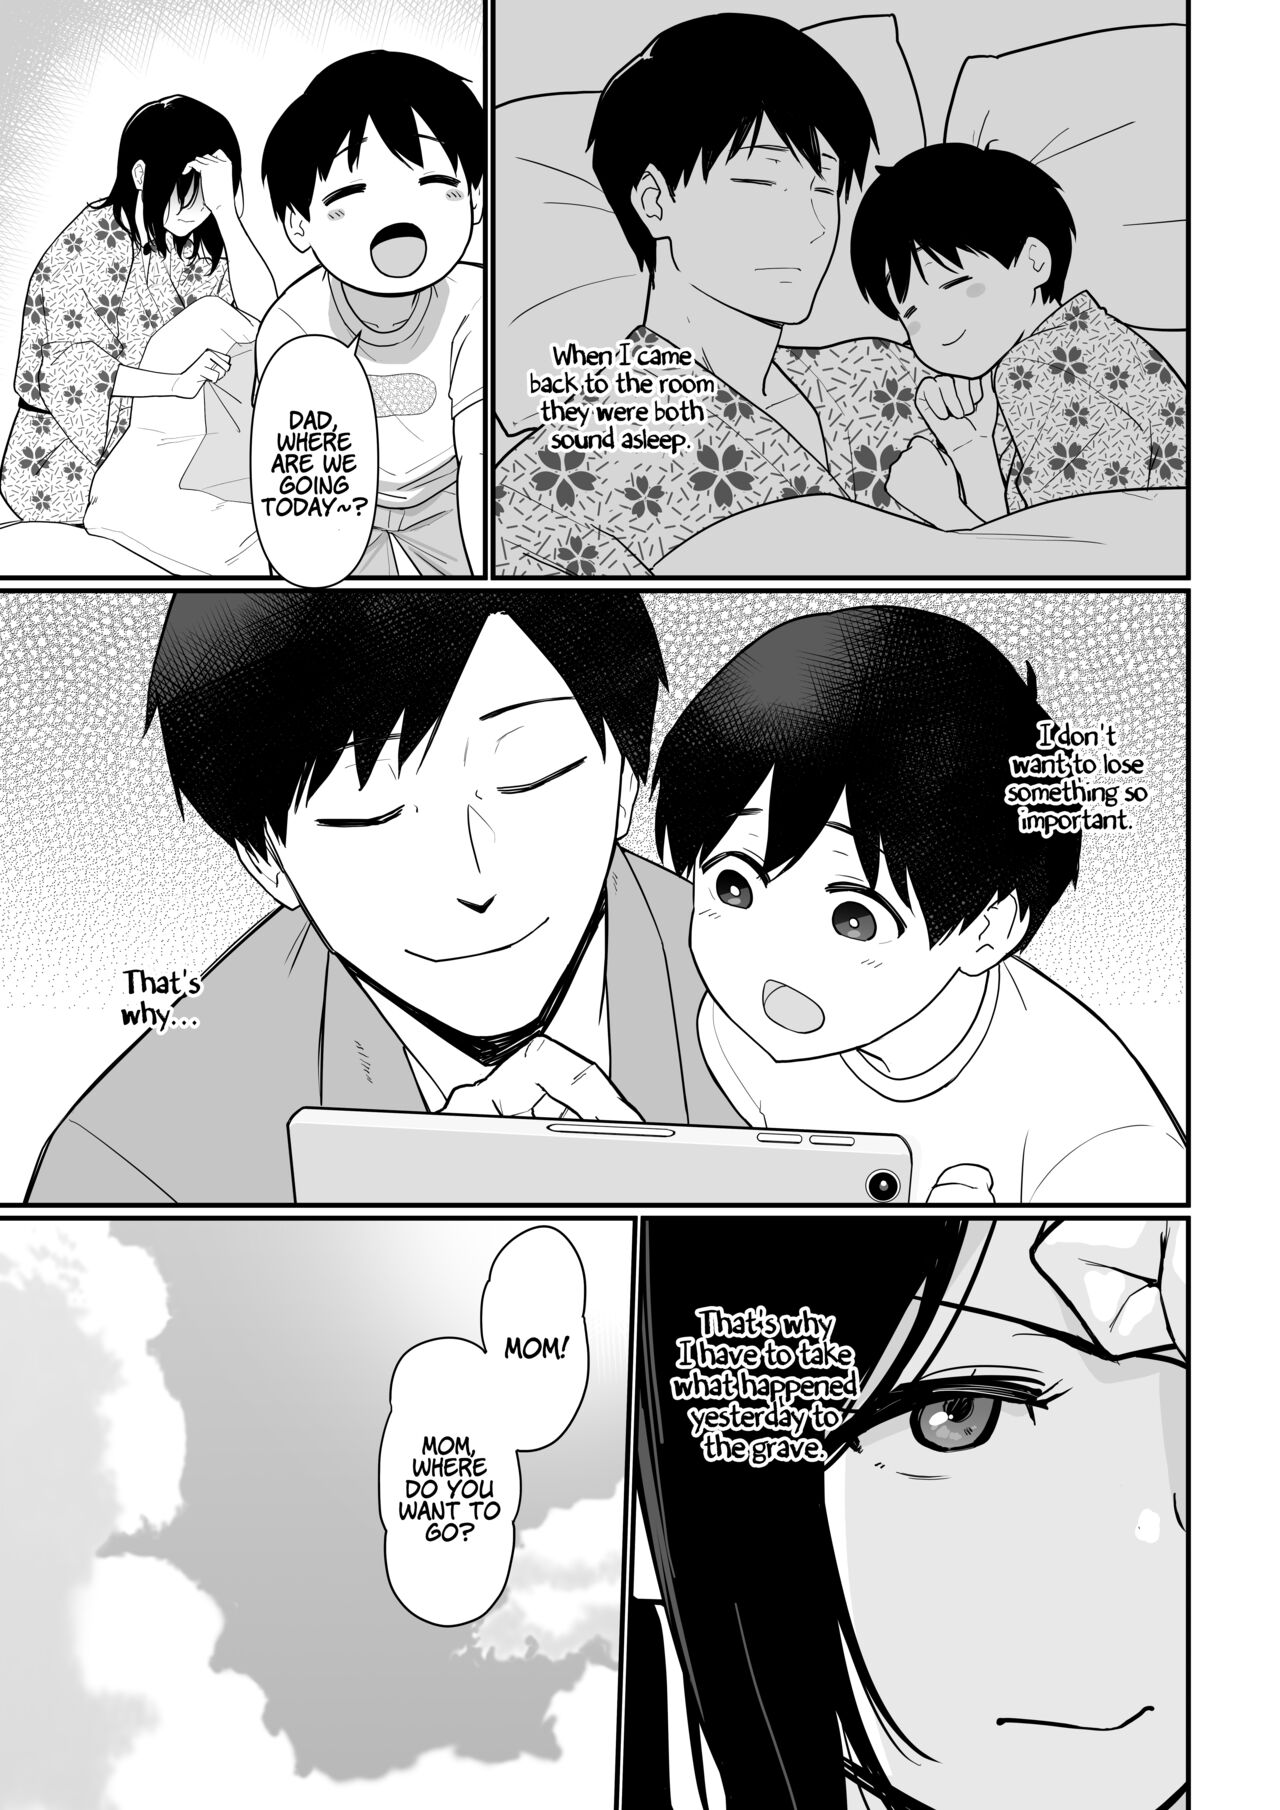 When I came
back to the room
they were both
sound asleep.
DAD,
WHERE
ARE WE
GOING
TODAY~?
I don't
want to lose
something so
important.
That's
why...
That's why
I have to take
what happened
yesterday to
the grave.
MOM!
MOM,
WHERE
DO YOU
WANT TO
GO?